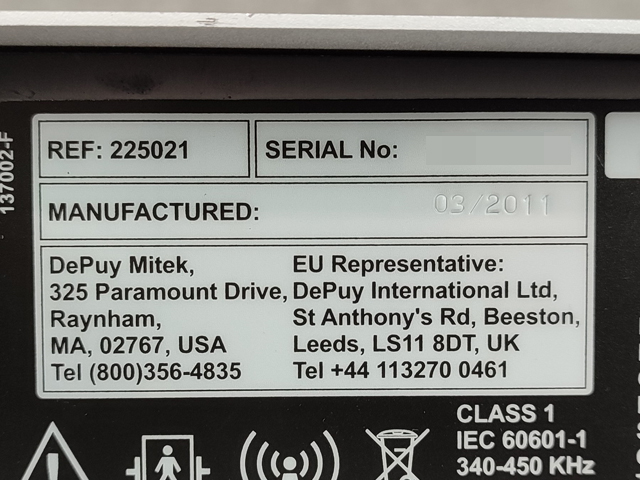 137002-F
REF: 225021
SERIAL No:
MANUFACTURED: 03/2011
DePuy Mitek,
325 Paramount Drive,
Raynham,
MA, 02767, USA
Tel (800)356-4835
EU Representative:
DePuy International Ltd,
St Anthony's Rd, Beeston,
Leeds, LS11 8DT, UK
Tel +44 113270 0461
CLASS 1
IEC 60601-1
340-450 KHz